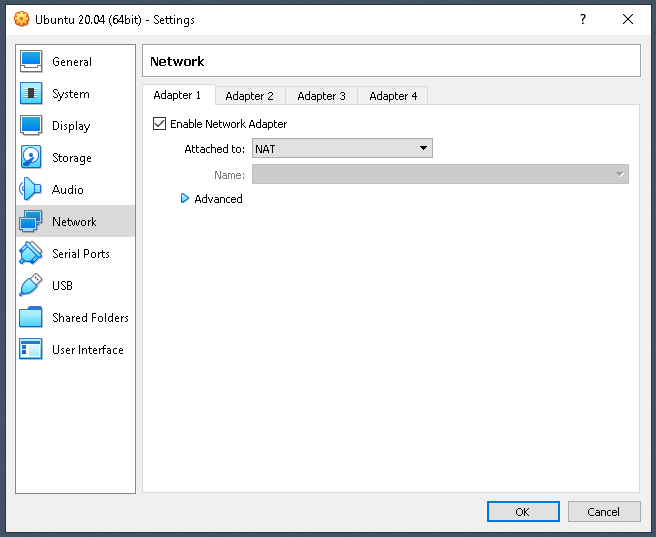 Ubuntu 20.04 (64bit) - Settings
?
General
System
Display
Storage
Audio
Network
Serial Ports
USB
Shared Folders
User Interface
Network
Adapter 1 Adapter 2 Adapter 3 Adapter 4
Enable Network Adapter
Attached to: NAT
Name:
Advanced
OK Cancel